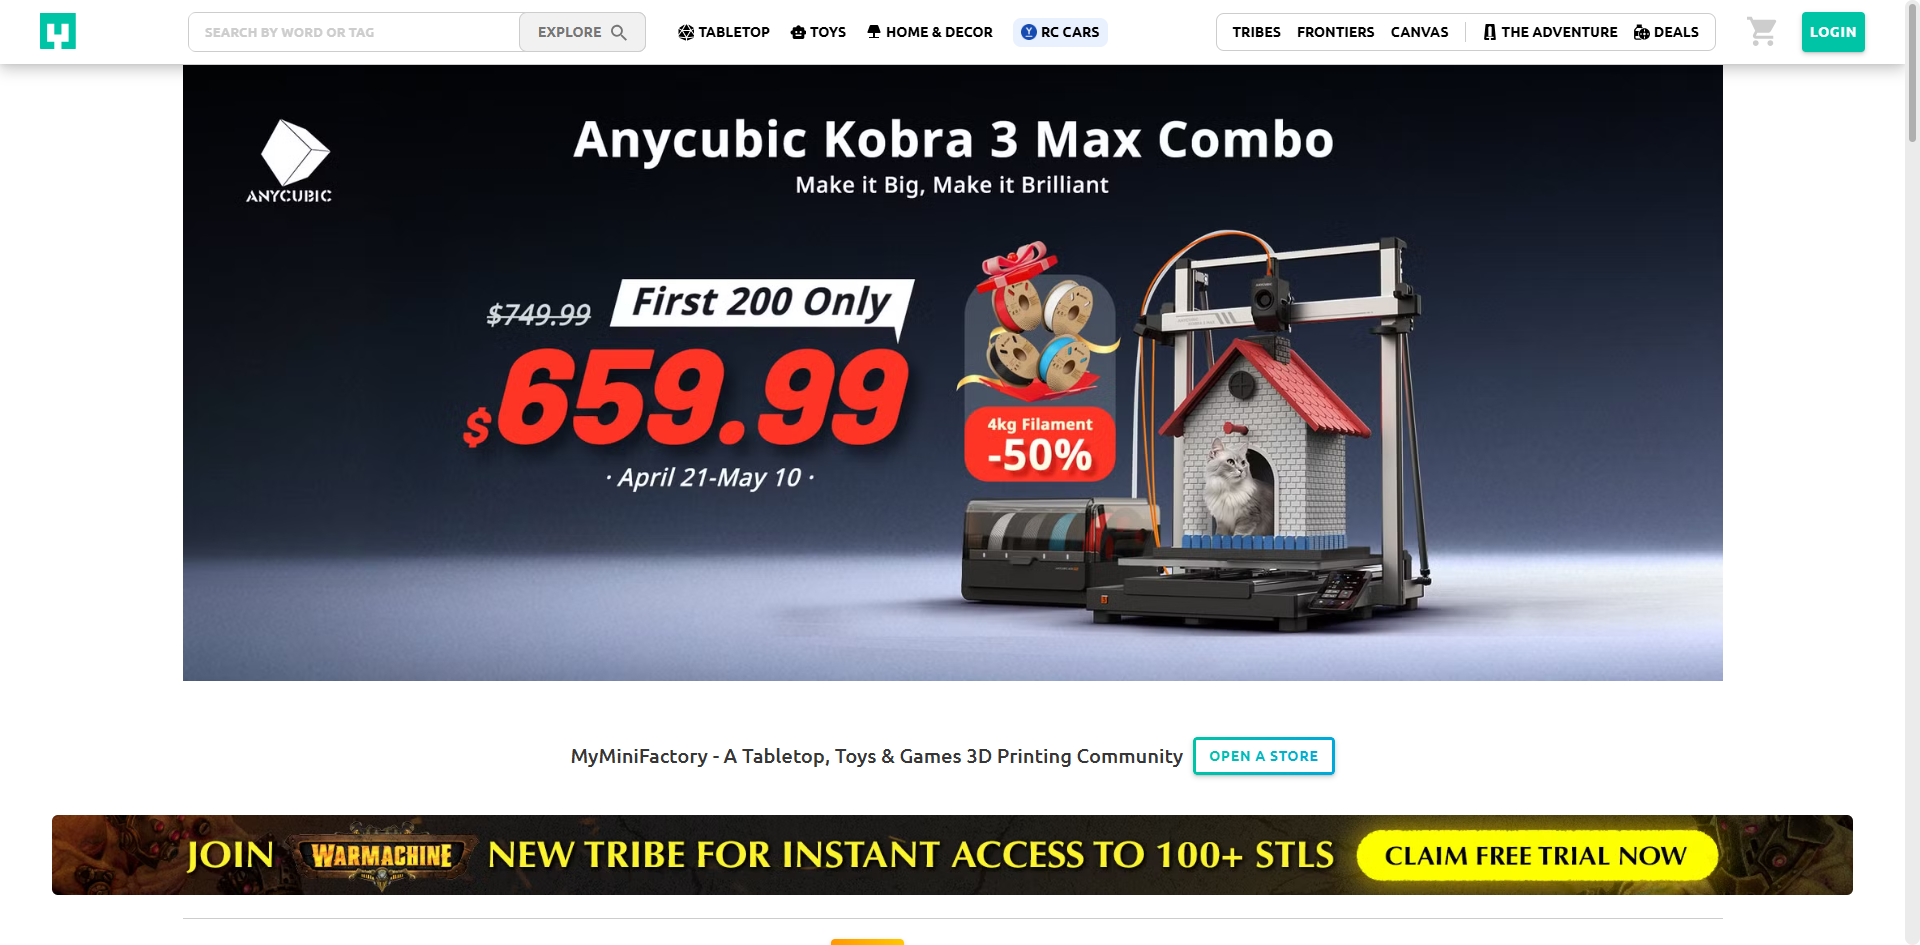 SEARCH BY WORD OR TAG
EXPLORE
TABLETOP
TOYS
HOME & DECOR
RC CARS
TRIBES
FRONTIERS
CANVAS
THE ADVENTURE
DEALS
LOGIN
ANYCUBIC
Anycubic Kobra 3 Max Combo
Make it Big, Make it Brilliant
$749.99
First 200 Only
$659.99
· April 21-May 10 ·
4kg Filament
-50%
MyMiniFactory - A Tabletop, Toys & Games 3D Printing Community
OPEN A STORE
JOIN WARMACHINE NEW TRIBE FOR INSTANT ACCESS TO 100+ STLS
CLAIM FREE TRIAL NOW